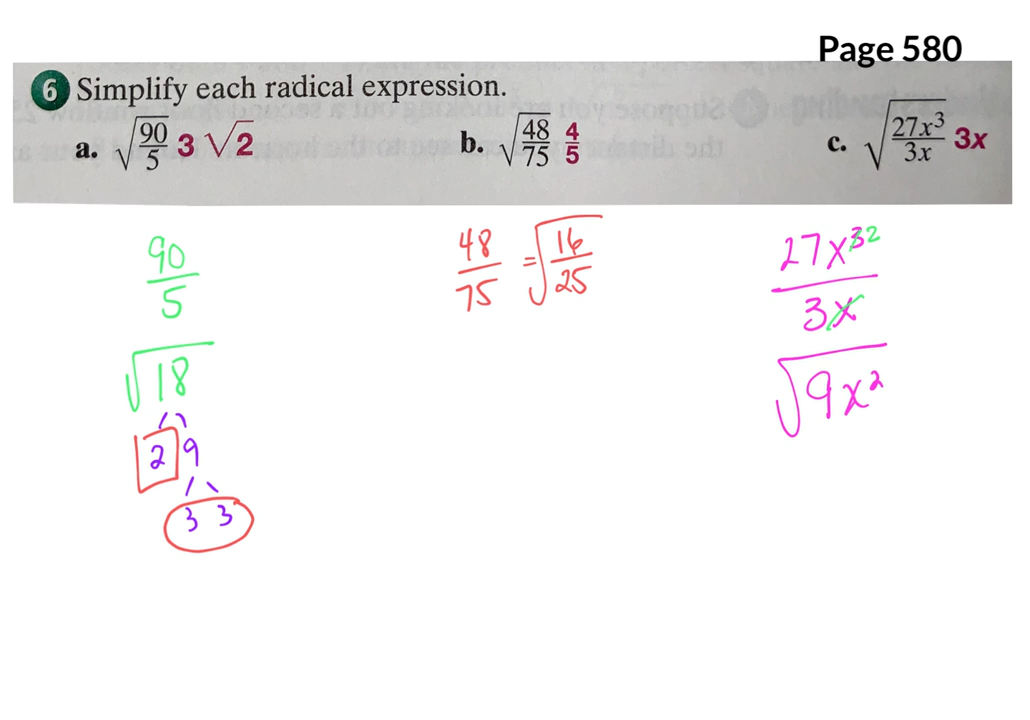 Page 580
6 Simplify each radical expression.
a. √(90/5) 3√2 b. √(48/75) 4/5 c. √(27x³/3x) 3x
90/5 48/75 = √(16/25) 27x³2/3x
√18 √9x²
2 9
3 3